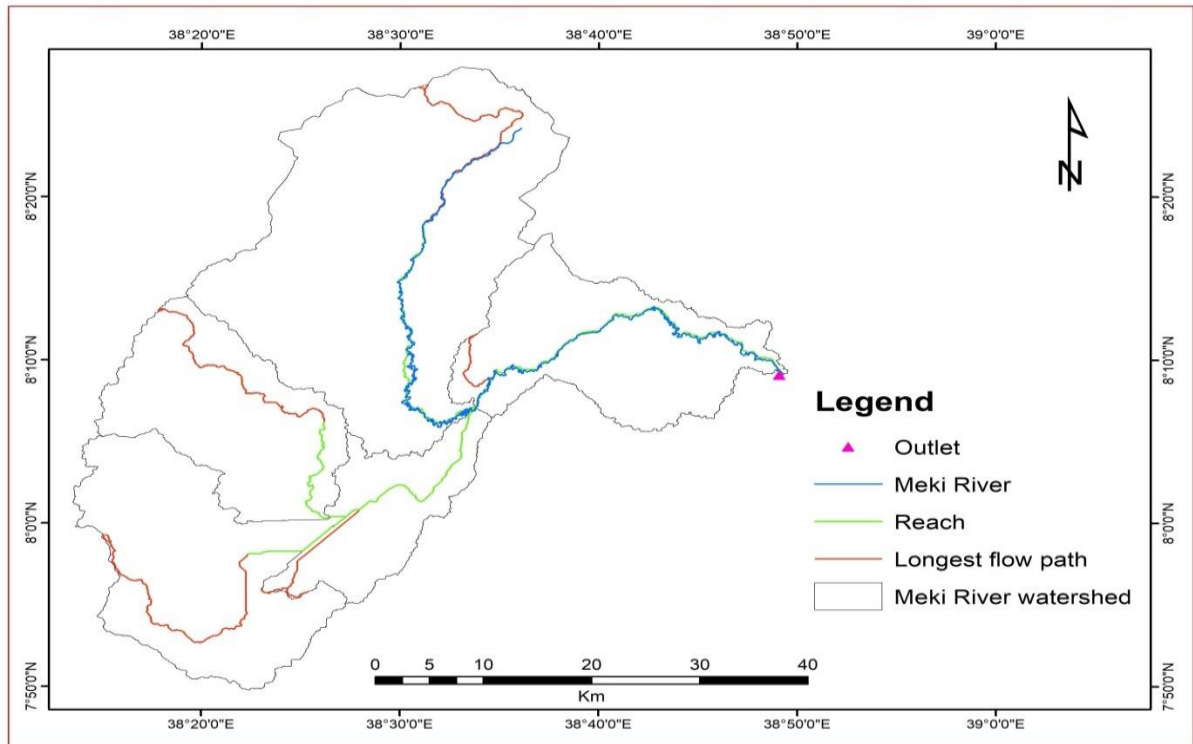 38°20'0"E 38°30'0"E 38°40'0"E 38°50'0"E 39°0'0"E
N
8°20'0"N 8°20'0"N
8°10'0"N 8°10'0"N
8°0'0"N 8°0'0"N
7°50'0"N 7°50'0"N
Legend
Outlet
Meki River
Reach
Longest flow path
Meki River watershed
0 5 10 20 30 40
Km
38°20'0"E 38°30'0"E 38°40'0"E 38°50'0"E 39°0'0"E